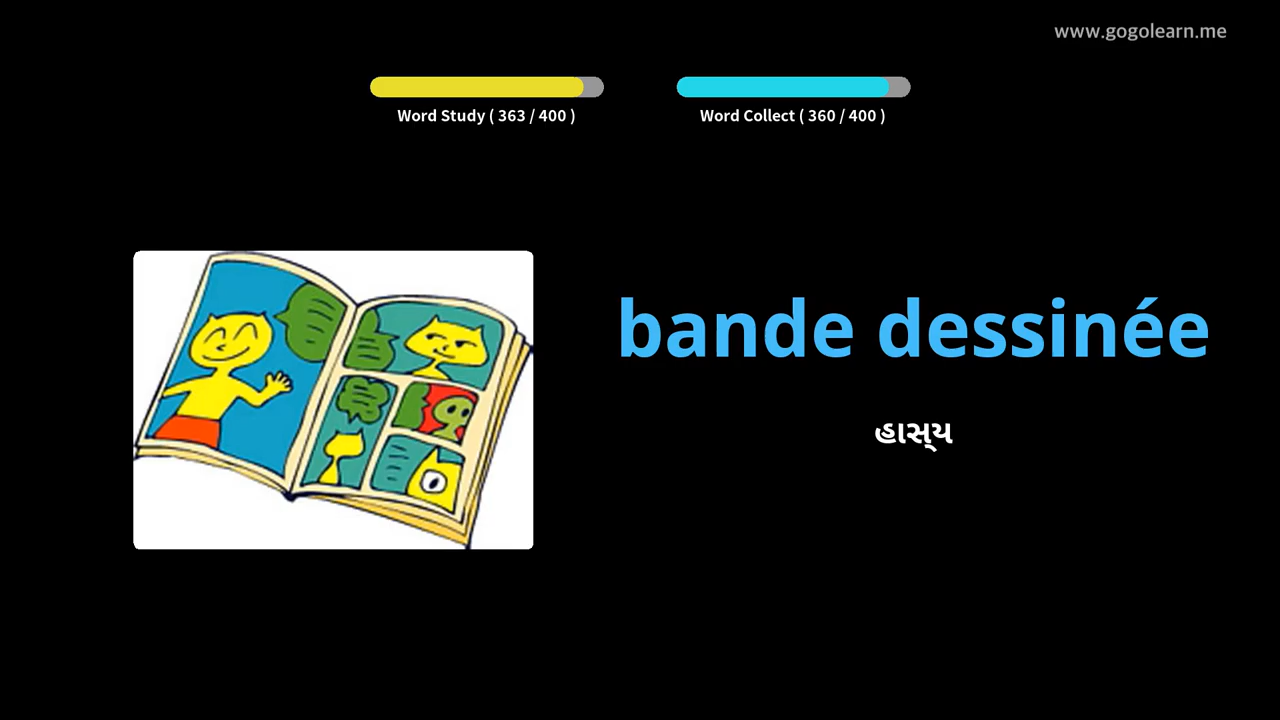 www.gogolearn.me
Word Study ( 363 / 400 )
Word Collect ( 360 / 400 )
bande dessinée
હાસ્ય